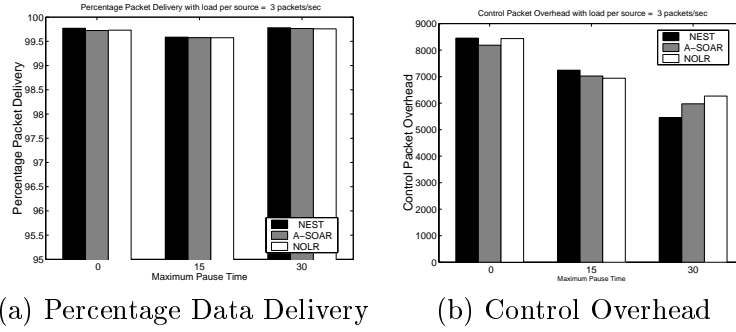 Percentage Packet Delivery with load per source = 3 packets/sec
100
99.5
99
98.5
98
97.5
97
96.5
96
95.5
95
Percentage Packet Delivery
NEST
A-SOAR
NOLR
0 15 30
Maximum Pause Time
(a) Percentage Data Delivery
Control Packet Overhead with load per source = 3 packets/sec
9000
8000
7000
6000
5000
4000
3000
2000
1000
0
Control Packet Overhead
NEST
A-SOAR
NOLR
0 15 30
Maximum Pause Time
(b) Control Overhead